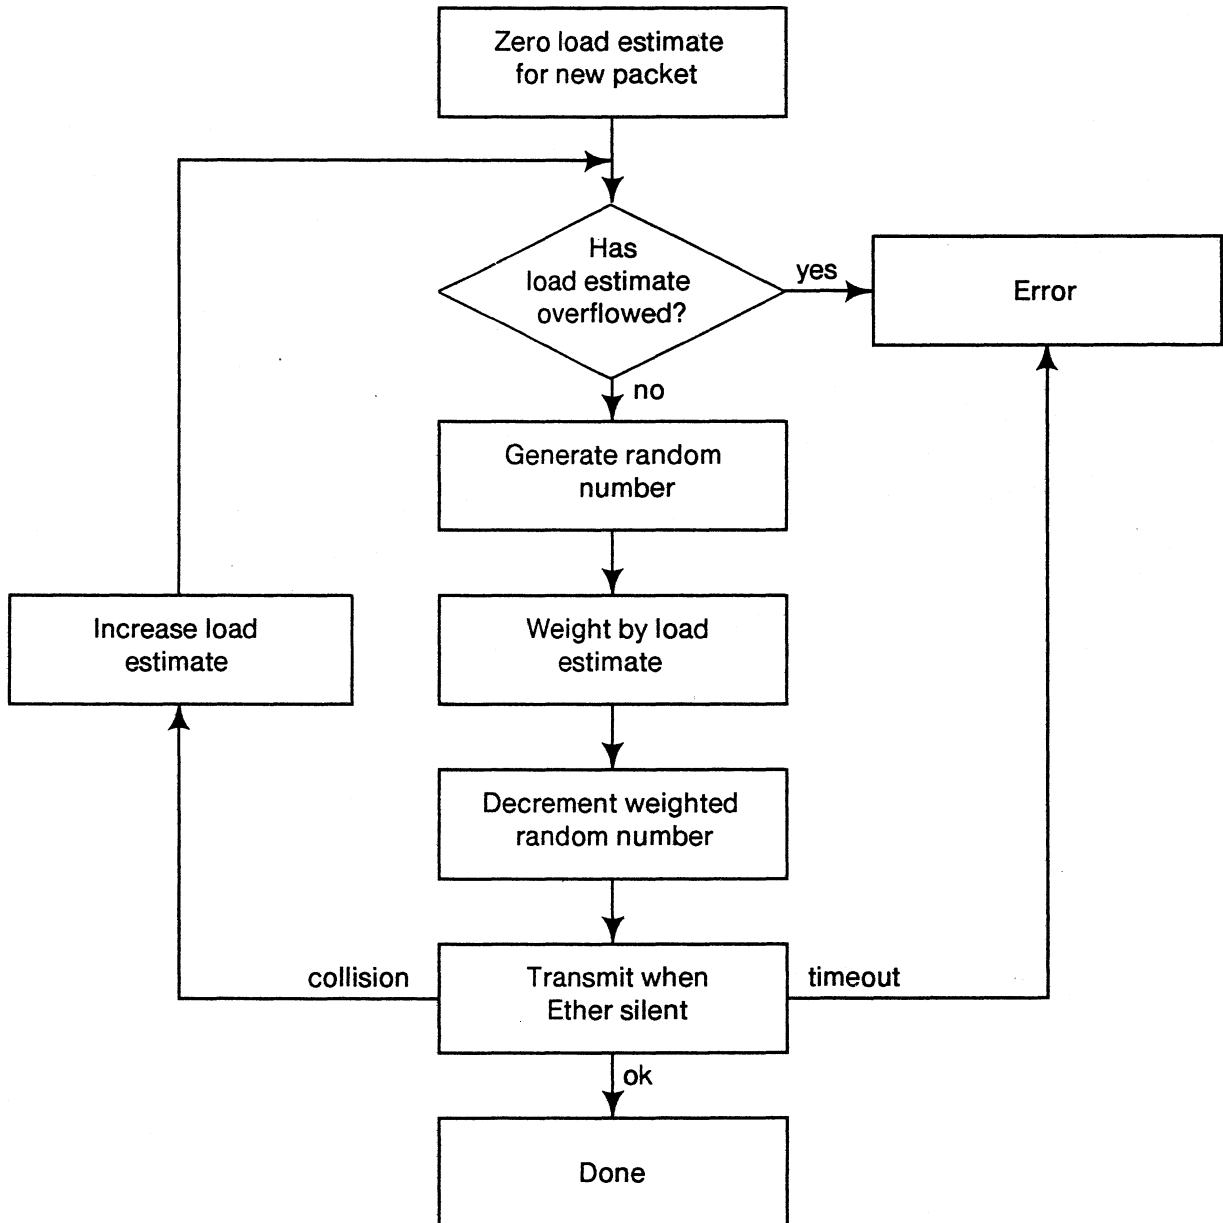 Zero load estimate
for new packet
Has
load estimate
overflowed?
yes
Error
no
Generate random
number
Increase load
estimate
Weight by load
estimate
Decrement weighted
random number
collision
Transmit when
Ether silent
timeout
ok
Done